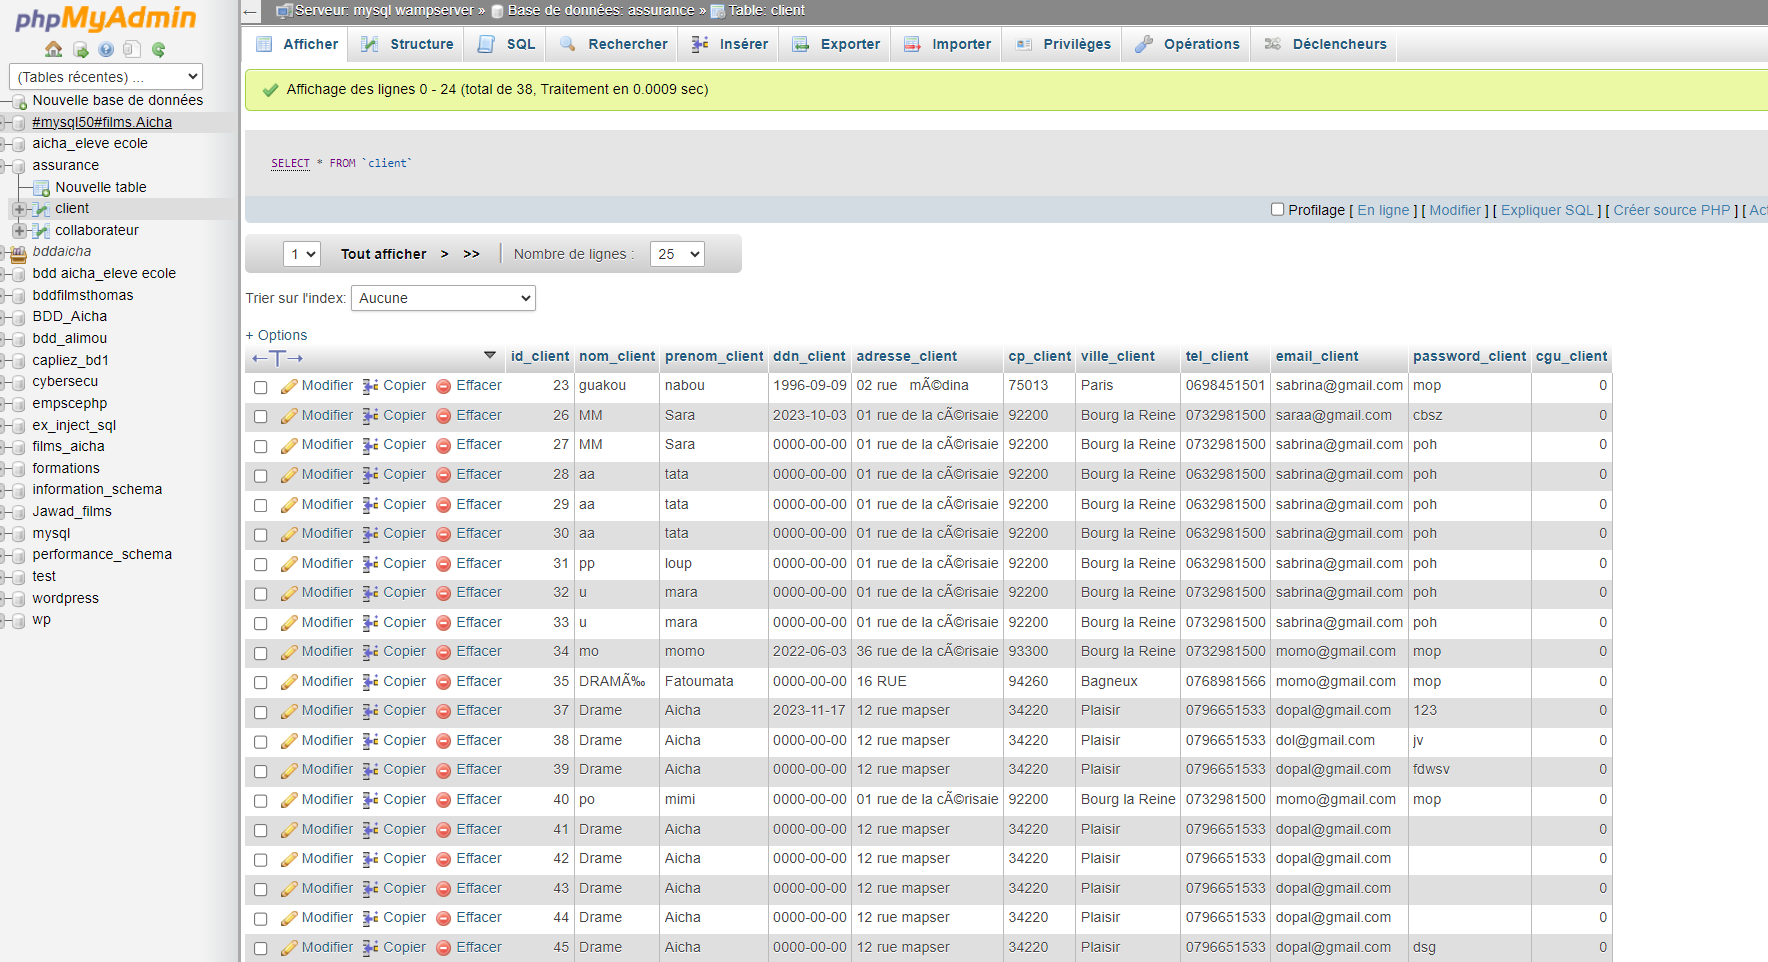 phpMyAdmin
(Tables récentes) ...
Nouvelle base de données
#mysql50#films.Aicha
aicha_eleve ecole
assurance
Nouvelle table
client
collaborateur
bddaicha
bdd aicha_eleve ecole
bddfilmsthomas
BDD_Aicha
bdd_alimou
capliez_bd1
cybersecu
empscephp
ex_inject_sql
films_aicha
formations
information_schema
Jawad_films
mysql
performance_schema
test
wordpress
wp
Serveur: mysql wampserver » Base de données: assurance » Table: client
Afficher Structure SQL Rechercher Insérer Exporter Importer Privilèges Opérations Déclencheurs
Affichage des lignes 0 - 24 (total de 38, Traitement en 0.0009 sec)
SELECT * FROM `client`
Profilage [ En ligne ] [ Modifier ] [ Expliquer SQL ] [ Créer source PHP ] [ Act
1 Tout afficher > >> Nombre de lignes : 25
Trier sur l'index: Aucune
+ Options
id_client nom_client prenom_client ddn_client adresse_client cp_client ville_client tel_client email_client password_client cgu_client
Modifier Copier Effacer 23 guakou nabou 1996-09-09 02 rue mÃ©dina 75013 Paris 0698451501 sabrina@gmail.com mop 0
Modifier Copier Effacer 26 MM Sara 2023-10-03 01 rue de la cÃ©risaie 92200 Bourg la Reine 0732981500 saraa@gmail.com cbsz 0
Modifier Copier Effacer 27 MM Sara 0000-00-00 01 rue de la cÃ©risaie 92200 Bourg la Reine 0732981500 sabrina@gmail.com poh 0
Modifier Copier Effacer 28 aa tata 0000-00-00 01 rue de la cÃ©risaie 92200 Bourg la Reine 0632981500 sabrina@gmail.com poh 0
Modifier Copier Effacer 29 aa tata 0000-00-00 01 rue de la cÃ©risaie 92200 Bourg la Reine 0632981500 sabrina@gmail.com poh 0
Modifier Copier Effacer 30 aa tata 0000-00-00 01 rue de la cÃ©risaie 92200 Bourg la Reine 0632981500 sabrina@gmail.com poh 0
Modifier Copier Effacer 31 pp loup 0000-00-00 01 rue de la cÃ©risaie 92200 Bourg la Reine 0632981500 sabrina@gmail.com poh 0
Modifier Copier Effacer 32 u mara 0000-00-00 01 rue de la cÃ©risaie 92200 Bourg la Reine 0732981500 sabrina@gmail.com poh 0
Modifier Copier Effacer 33 u mara 0000-00-00 01 rue de la cÃ©risaie 92200 Bourg la Reine 0732981500 sabrina@gmail.com poh 0
Modifier Copier Effacer 34 mo momo 2022-06-03 36 rue de la cÃ©risaie 93300 Bourg la Reine 0732981500 momo@gmail.com mop 0
Modifier Copier Effacer 35 DRAMÃ‰ Fatoumata 0000-00-00 16 RUE 94260 Bagneux 0768981566 momo@gmail.com mop 0
Modifier Copier Effacer 37 Drame Aicha 2023-11-17 12 rue mapser 34220 Plaisir 0796651533 dopal@gmail.com 123 0
Modifier Copier Effacer 38 Drame Aicha 0000-00-00 12 rue mapser 34220 Plaisir 0796651533 dol@gmail.com jv 0
Modifier Copier Effacer 39 Drame Aicha 0000-00-00 12 rue mapser 34220 Plaisir 0796651533 dopal@gmail.com fdwsv 0
Modifier Copier Effacer 40 po mimi 0000-00-00 01 rue de la cÃ©risaie 92200 Bourg la Reine 0732981500 momo@gmail.com mop 0
Modifier Copier Effacer 41 Drame Aicha 0000-00-00 12 rue mapser 34220 Plaisir 0796651533 dopal@gmail.com 0
Modifier Copier Effacer 42 Drame Aicha 0000-00-00 12 rue mapser 34220 Plaisir 0796651533 dopal@gmail.com 0
Modifier Copier Effacer 43 Drame Aicha 0000-00-00 12 rue mapser 34220 Plaisir 0796651533 dopal@gmail.com 0
Modifier Copier Effacer 44 Drame Aicha 0000-00-00 12 rue mapser 34220 Plaisir 0796651533 dopal@gmail.com 0
Modifier Copier Effacer 45 Drame Aicha 0000-00-00 12 rue mapser 34220 Plaisir 0796651533 dopal@gmail.com dsg 0